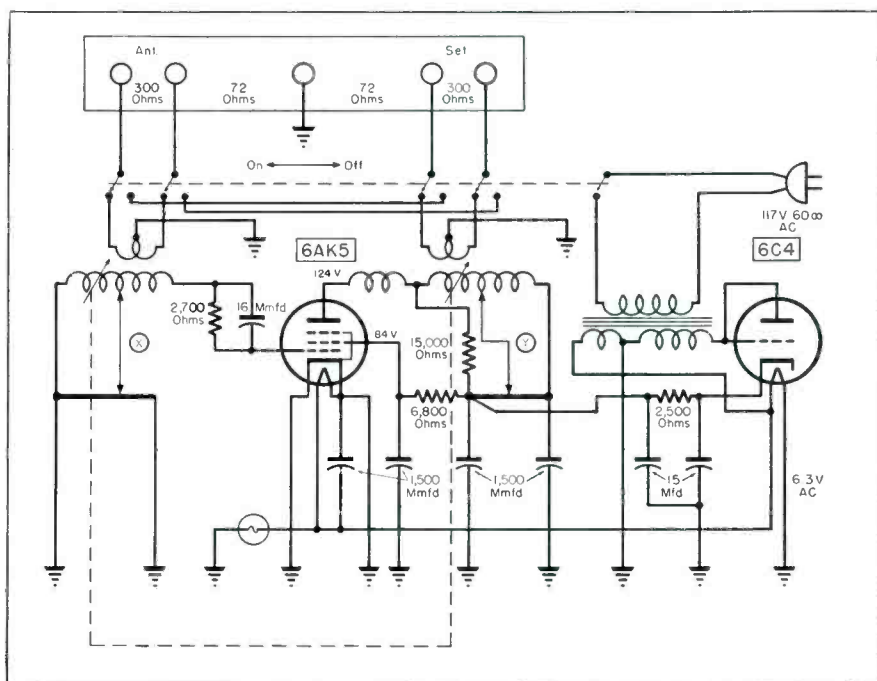 Ant.
Set
300
Ohms
72
Ohms
72
Ohms
300
Ohms
On
Off
117V 60∞
AC
6AK5
6C4
124 V
2,700
Ohms
16 Mmfd
X
84 V
15,000
Ohms
Y
6,800
Ohms
2,500
Ohms
1,500
Mmfd
1,500
Mmfd
15
Mfd
6.3 V
AC